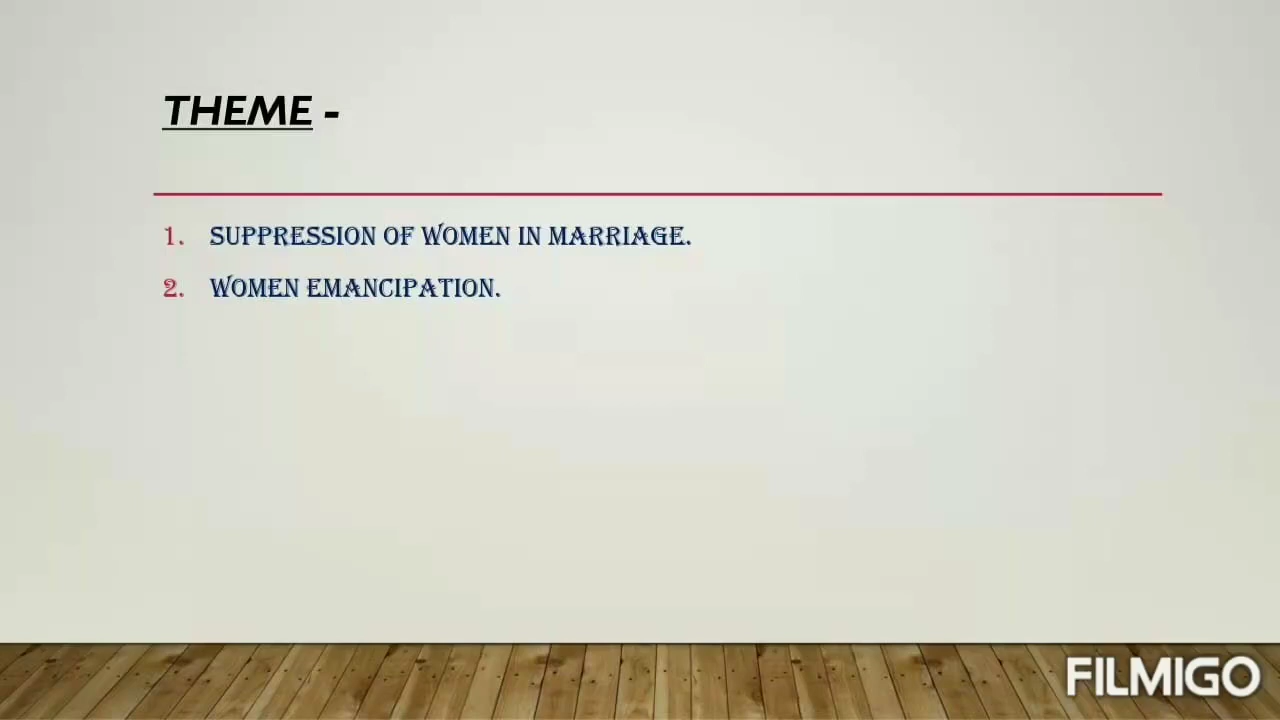 THEME -
1. SUPPRESSION OF WOMEN IN MARRIAGE.
2. WOMEN EMANCIPATION.
FILMIGO